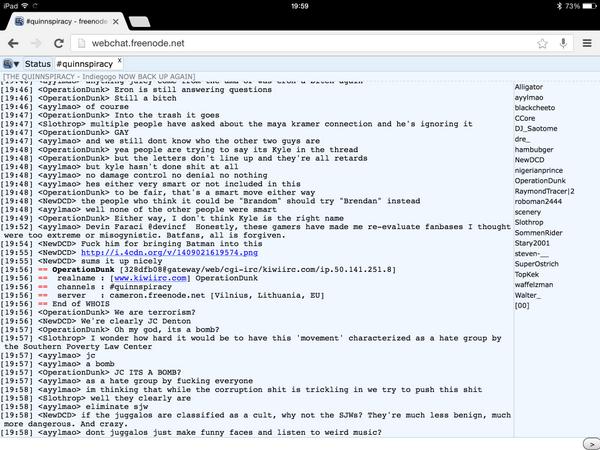 iPad 19:59 73%
#quinnspiracy - freenode
webchat.freenode.net
Status #quinnspiracy x
[THE QUINNSPIRACY - Indiegogo NOW BACK UP AGAIN]
[19:46] <OperationDunk> Eron is still answering questions
[19:46] <OperationDunk> Still a bitch
[19:46] <ayylmao> of course
[19:47] <OperationDunk> Into the trash it goes
[19:47] <Slothrop> multiple people have asked about the maya kramer connection and he's ignoring it
[19:47] <OperationDunk> GAY
[19:47] <ayylmao> and we still dont know who the other two guys are
[19:48] <OperationDunk> yea people are trying to say its Kyle in the thread
[19:48] <OperationDunk> but the letters don't line up and they're all retards
[19:48] <ayylmao> but kyle hasn't done shit at all
[19:48] <ayylmao> no damage control no denial no nothing
[19:48] <ayylmao> hes either very smart or not included in this
[19:48] <OperationDunk> to be fair, that's a smart move either way
[19:48] <NewDCD> the people who think it could be "Brandom" should try "Brendan" instead
[19:48] <ayylmao> well none of the other people were smart
[19:49] <OperationDunk> Either way, I don't think Kyle is the right name
[19:52] <ayylmao> Devin Faraci @devincf  Honestly, these gamers have made me re-evaluate fanbases I thought
were too extreme or misogynistic. Batfans, all is forgiven.
[19:54] <NewDCD> Fuck him for bringing Batman into this
[19:55] <NewDCD> http://i.4cdn.org/v/1409021619574.png
[19:55] <NewDCD> sums it up nicely
[19:56] == OperationDunk [328dfb08@gateway/web/cgi-irc/kiwiirc.com/ip.50.141.251.8]
[19:56] == realname : [www.kiwiirc.com] OperationDunk
[19:56] == channels : #quinnspiracy
[19:56] == server : cameron.freenode.net [Vilnius, Lithuania, EU]
[19:56] == End of WHOIS
[19:56] <OperationDunk> We are terrorism?
[19:56] <NewDCD> We're clearly JC Denton
[19:57] <OperationDunk> Oh my god, its a bomb?
[19:57] <Slothrop> I wonder how hard it would be to have this 'movement' characterized as a hate group by
the Southern Poverty Law Center
[19:57] <ayylmao> jc
[19:57] <ayylmao> a bomb
[19:57] <OperationDunk> JC ITS A BOMB?
[19:57] <ayylmao> as a hate group by fucking everyone
[19:58] <ayylmao> im thinking that while the corruption shit is trickling in we try to push this shit
[19:58] <Slothrop> well they clearly are
[19:58] <ayylmao> eliminate sjw
[19:58] <NewDCD> if the juggalos are classified as a cult, why not the SJWs? They're much less benign, much
more dangerous. And crazy.
[19:58] <ayylmao> dont juggalos just make funny faces and listen to weird music?
Alligator
ayylmao
blackcheeto
CCore
DJ_Saotome
dre_
hambubger
NewDCD
nigerianprince
OperationDunk
RaymondTracer|2
roboman2444
scenery
Slothrop
SommenRider
Stary2001
steven-__
SuperOstrich
TopKek
waffelzman
Walter_
[00]
>